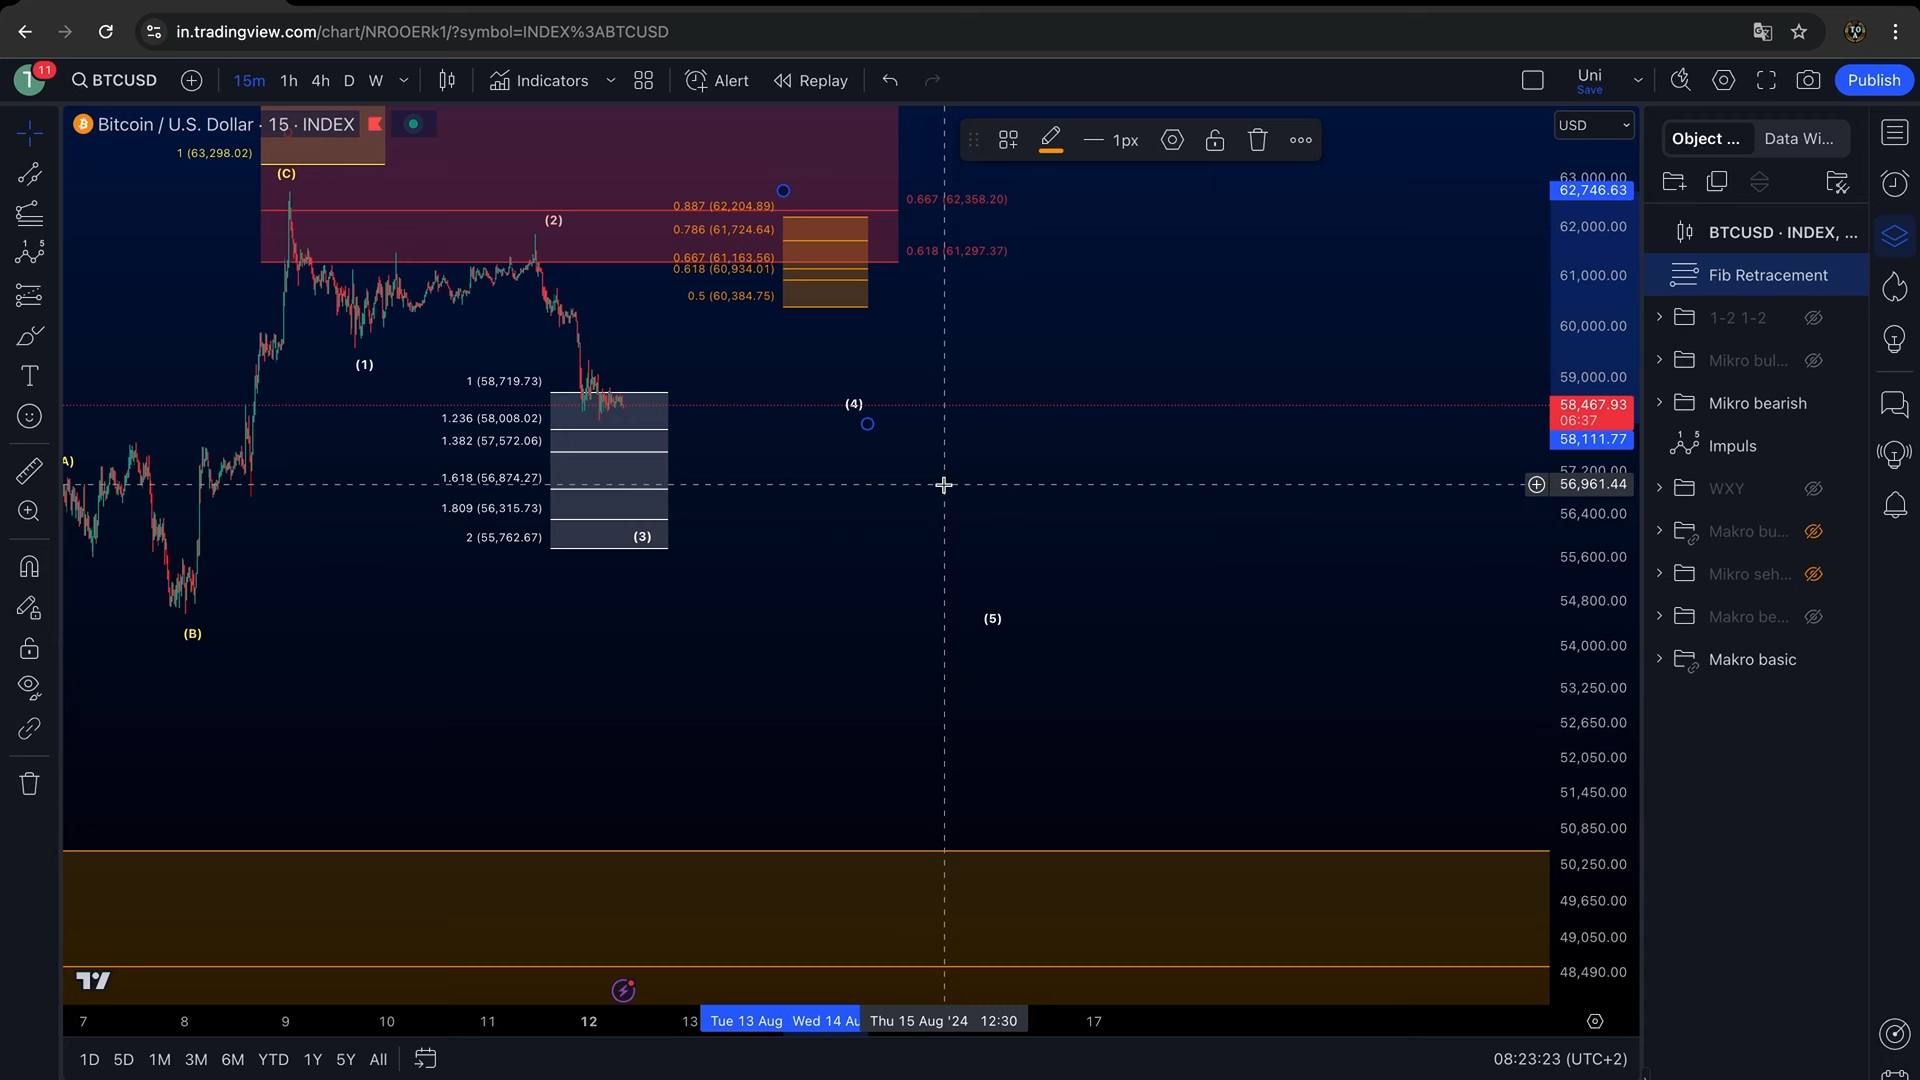 in.tradingview.com/chart/NROOERk1/?symbol=INDEX%3ABTCUSD
T
11
BTCUSD
15m
1h
4h
D
W
Indicators
Alert
Replay
Uni
Save
Publish
Bitcoin / U.S. Dollar · 15 · INDEX
1 (63,298.02)
(C)
(2)
(1)
(B)
A)
(4)
(3)
(5)
0.887 (62,204.89)
0.786 (61,724.64)
0.667 (61,163.56)
0.618 (60,934.01)
0.5 (60,384.75)
0.667 (62,358.20)
0.618 (61,297.37)
1 (58,719.73)
1.236 (58,008.02)
1.382 (57,572.06)
1.618 (56,874.27)
1.809 (56,315.73)
2 (55,762.67)
1px
USD
63,000.00
62,746.63
62,000.00
61,000.00
60,000.00
59,000.00
58,467.93
06:37
58,111.77
57,200.00
56,961.44
56,400.00
55,600.00
54,800.00
54,000.00
53,250.00
52,650.00
52,050.00
51,450.00
50,850.00
50,250.00
49,650.00
49,050.00
48,490.00
Object ...
Data Wi...
BTCUSD · INDEX, ...
Fib Retracement
1-2 1-2
Mikro bul...
Mikro bearish
1 5
Impuls
WXY
Makro bu...
Mikro seh...
Makro be...
Makro basic
7
8
9
10
11
12
13
Tue 13 Aug
Wed 14 Au
Thu 15 Aug '24 12:30
17
1D
5D
1M
3M
6M
YTD
1Y
5Y
All
08:23:23 (UTC+2)